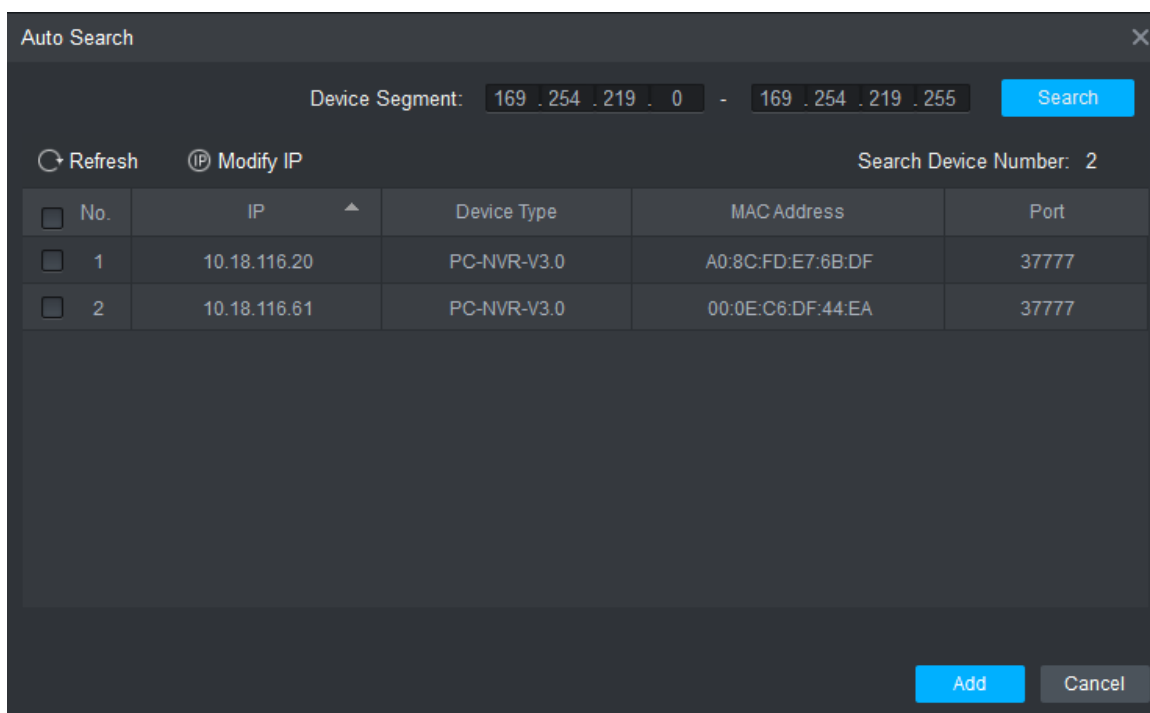 Auto Search
Device Segment: 169 . 254 . 219 . 0 - 169 . 254 . 219 . 255 Search
Refresh IP Modify IP Search Device Number: 2
No. IP Device Type MAC Address Port
1 10.18.116.20 PC-NVR-V3.0 A0:8C:FD:E7:6B:DF 37777
2 10.18.116.61 PC-NVR-V3.0 00:0E:C6:DF:44:EA 37777
Add Cancel